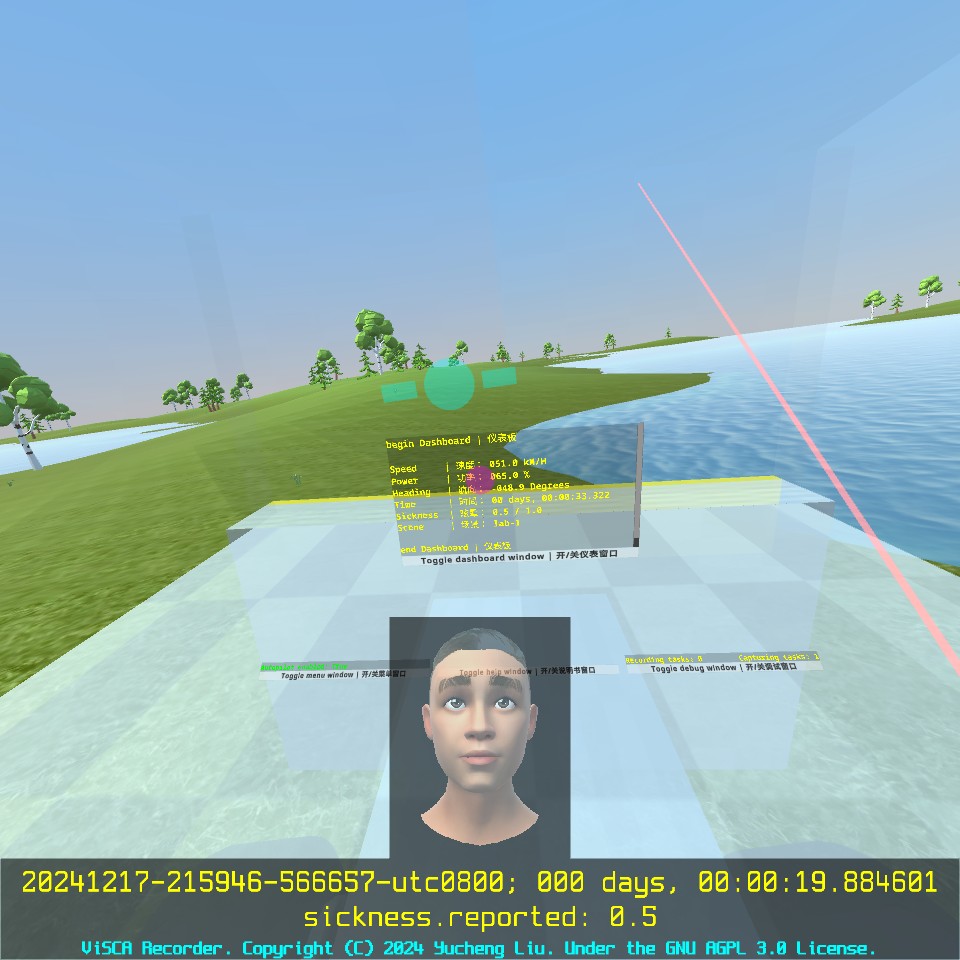 begin Dashboard | 仪表板
Speed | 速度： 051.0 kM/H
Power | 功率： 065.0 %
Heading | 航向： -048.9 Degrees
Time | 时间： 00 days, 00:00:33.322
Sickness | 眩晕： 0.5 / 1.0
Scene | 场景： 3ab-1
end Dashboard | 仪表板
Toggle dashboard window | 开/关仪表窗口
Recording tasks: 0 Capturing tasks: 1
Toggle menu window | 开/关菜单窗口
Toggle help window | 开/关说明书窗口
Toggle debug window | 开/关调试窗口
20241217-215946-566657-utc0800; 000 days, 00:00:19.884601
sickness.reported: 0.5
ViSCA Recorder. Copyright (C) 2024 Yucheng Liu. Under the GNU AGPL 3.0 License.